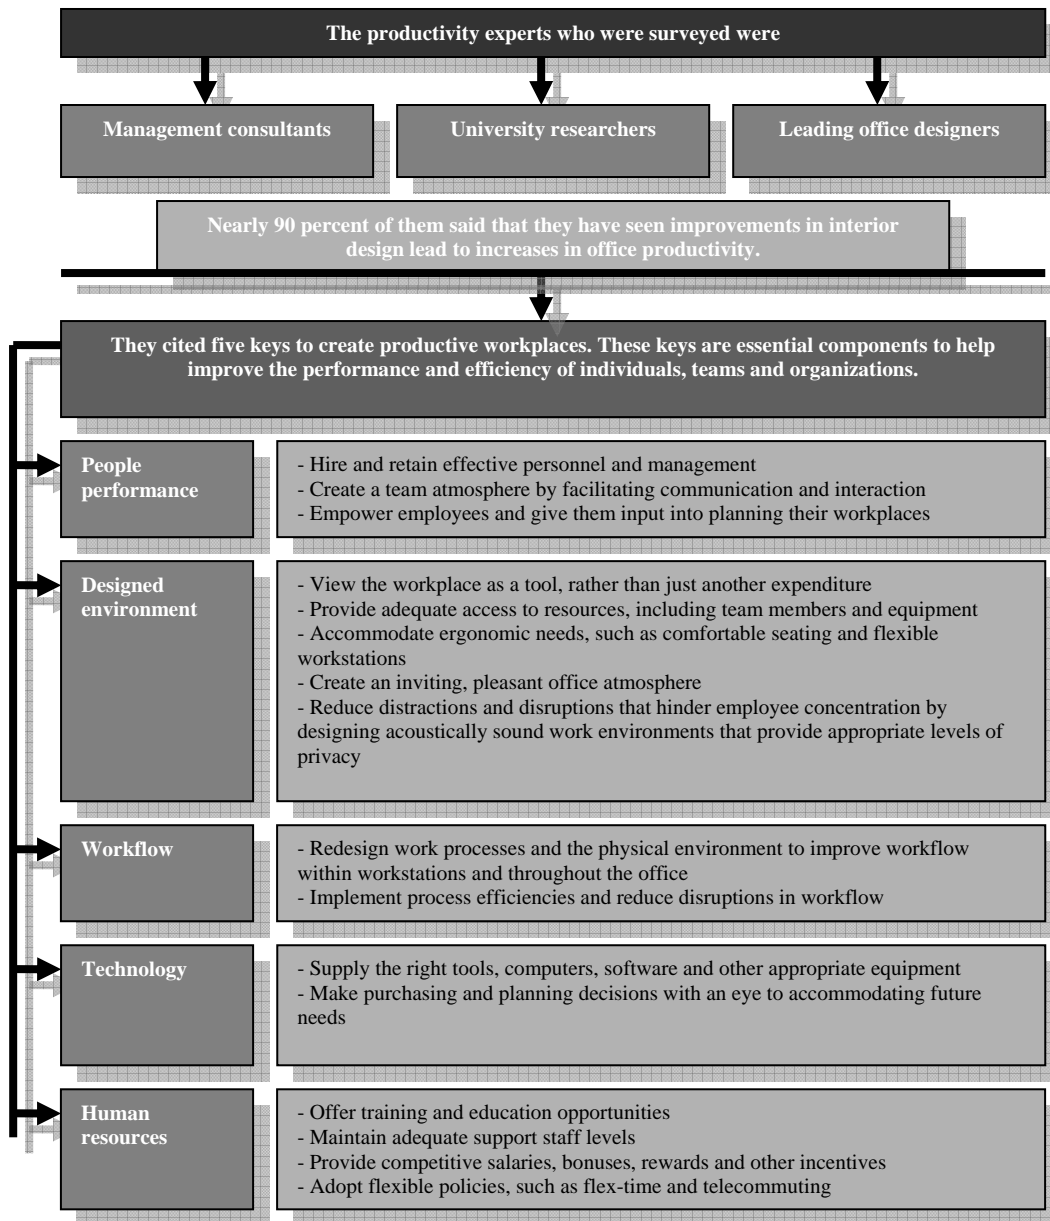 The productivity experts who were surveyed were
Management consultants
University researchers
Leading office designers
Nearly 90 percent of them said that they have seen improvements in interior
design lead to increases in office productivity.
They cited five keys to create productive workplaces. These keys are essential components to help
improve the performance and efficiency of individuals, teams and organizations.
People
performance
- Hire and retain effective personnel and management
- Create a team atmosphere by facilitating communication and interaction
- Empower employees and give them input into planning their workplaces
Designed
environment
- View the workplace as a tool, rather than just another expenditure
- Provide adequate access to resources, including team members and equipment
- Accommodate ergonomic needs, such as comfortable seating and flexible
workstations
- Create an inviting, pleasant office atmosphere
- Reduce distractions and disruptions that hinder employee concentration by
designing acoustically sound work environments that provide appropriate levels of
privacy
Workflow
- Redesign work processes and the physical environment to improve workflow
within workstations and throughout the office
- Implement process efficiencies and reduce disruptions in workflow
Technology
- Supply the right tools, computers, software and other appropriate equipment
- Make purchasing and planning decisions with an eye to accommodating future
needs
Human
resources
- Offer training and education opportunities
- Maintain adequate support staff levels
- Provide competitive salaries, bonuses, rewards and other incentives
- Adopt flexible policies, such as flex-time and telecommuting